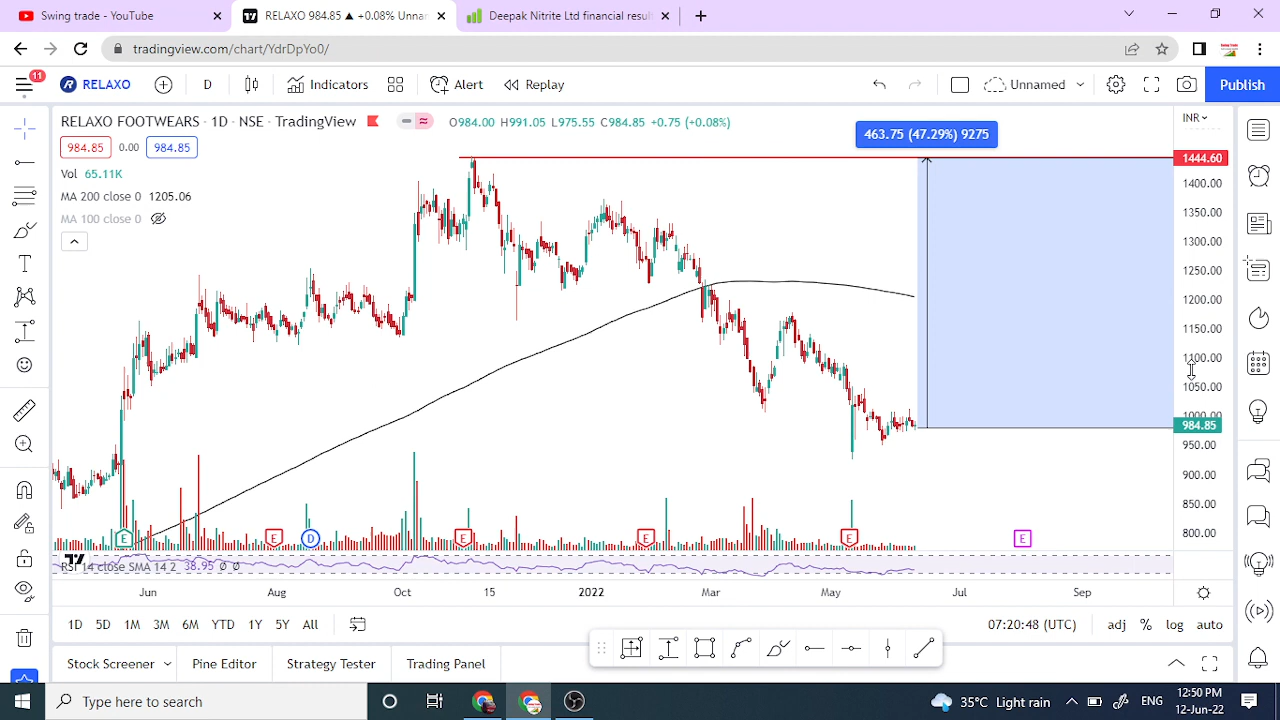 Swing trade - YouTube
RELAXO 984.85 ▲ +0.08% Unnam
Deepak Nitrite Ltd financial resul
tradingview.com/chart/YdrDpYo0/
11
RELAXO
D
Indicators
Alert
Replay
Unnamed
Publish
RELAXO FOOTWEARS · 1D · NSE · TradingView
O984.00 H991.05 L975.55 C984.85 +0.75 (+0.08%)
984.85 0.00 984.85
Vol 65.11K
MA 200 close 0 1205.06
MA 100 close 0
463.75 (47.29%) 9275
INR
1444.60
1400.00
1350.00
1300.00
1250.00
1200.00
1150.00
1100.00
1050.00
1000.00
984.85
950.00
900.00
850.00
800.00
E E D E E E E
RSI 14 close SMA 14 2 38.95 0 0
Jun Aug Oct 15 2022 Mar May Jul Sep
1D 5D 1M 3M 6M YTD 1Y 5Y All
07:20:48 (UTC) adj % log auto
Stock Screener Pine Editor Strategy Tester Trading Panel
Type here to search
35°C Light rain
ENG
12:50 PM
12-Jun-22